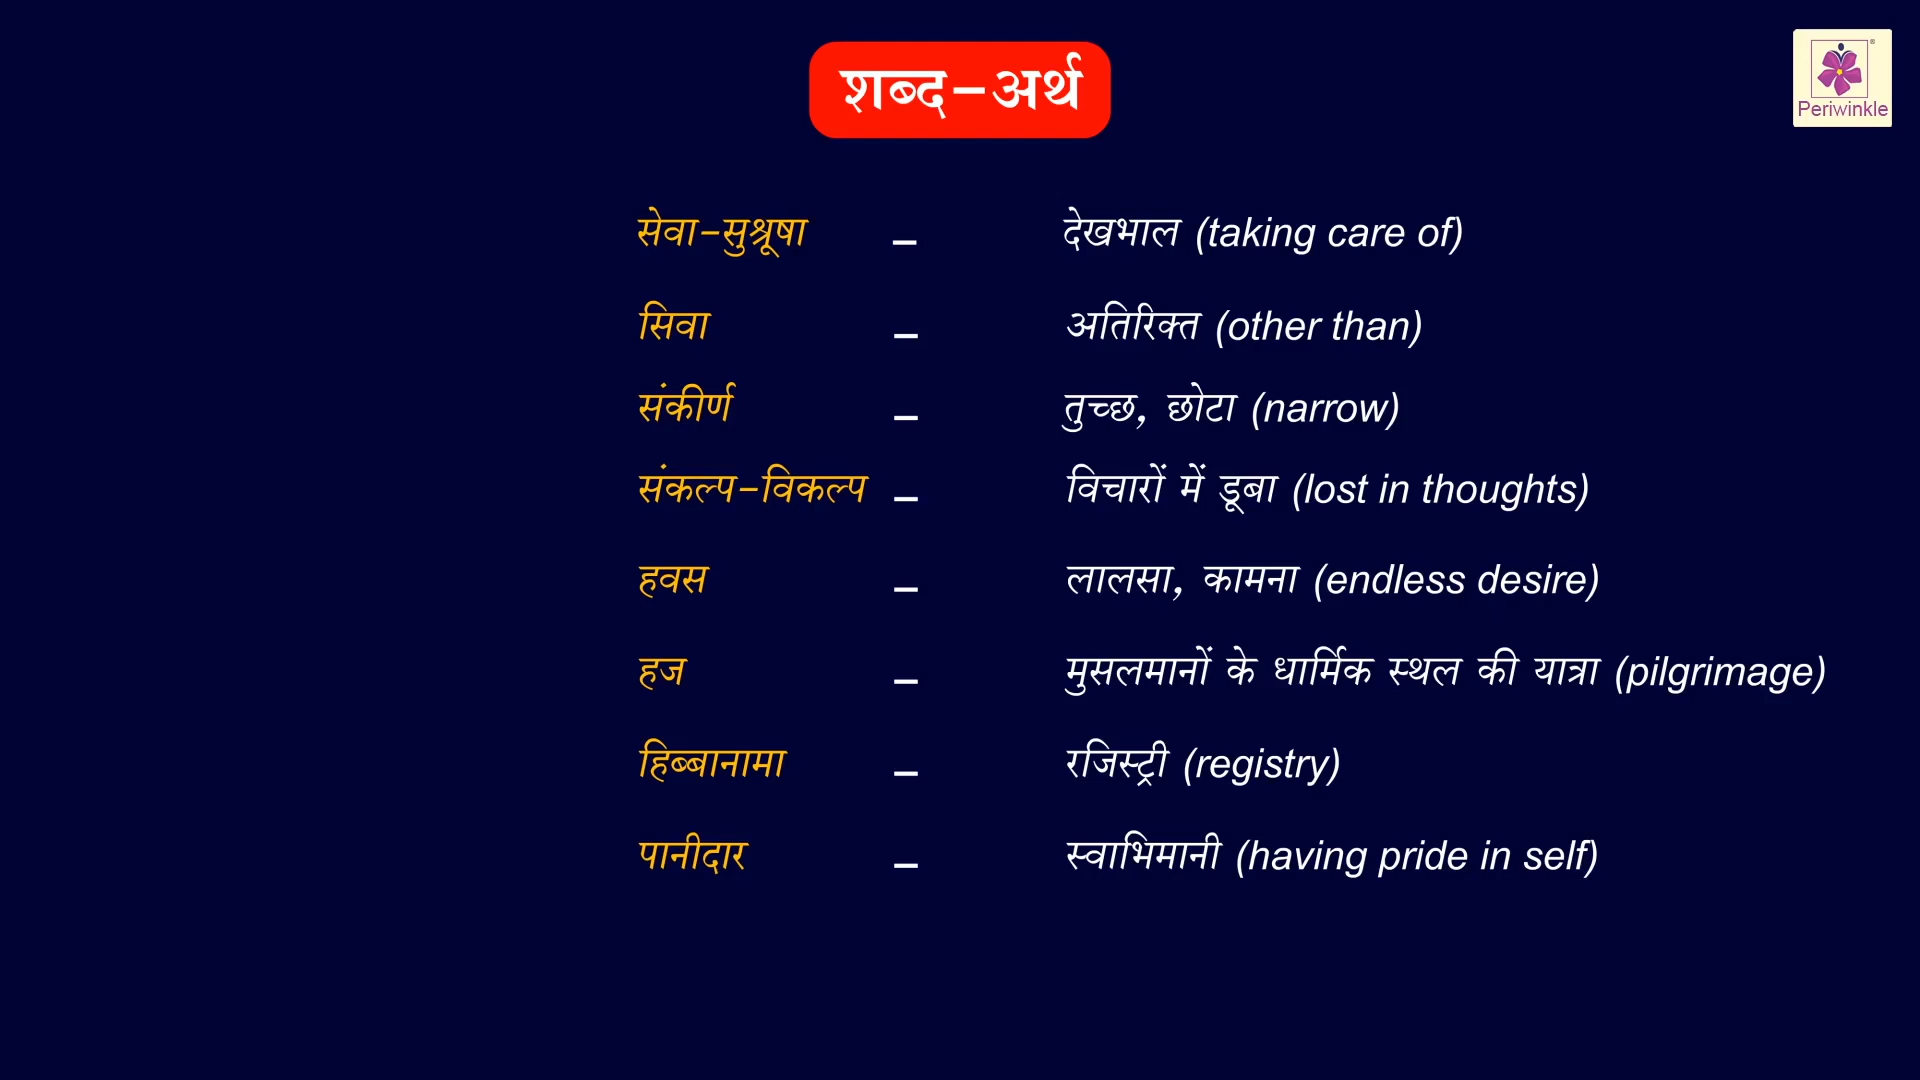 शब्द-अर्थ
Periwinkle
सेवा-सुश्रूषा – देखभाल (taking care of)
सिवा – अतिरिक्त (other than)
संकीर्ण – तुच्छ, छोटा (narrow)
संकल्प-विकल्प – विचारों में डूबा (lost in thoughts)
हवस – लालसा, कामना (endless desire)
हज – मुसलमानों के धार्मिक स्थल की यात्रा (pilgrimage)
हिब्बानामा – रजिस्ट्री (registry)
पानीदार – स्वाभिमानी (having pride in self)